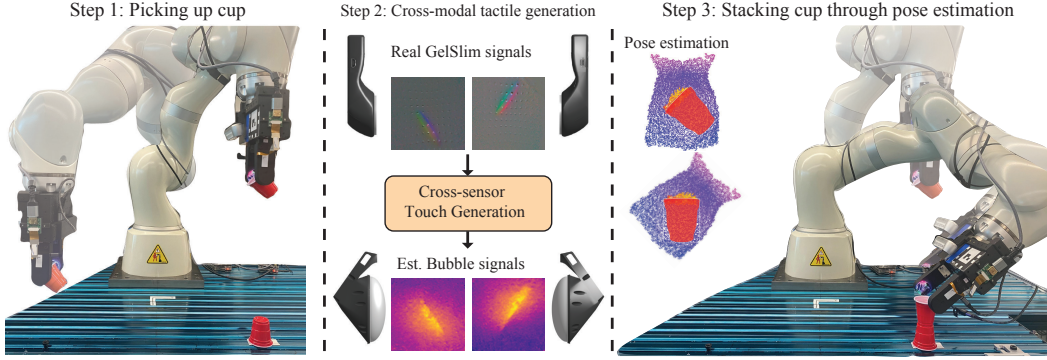 Step 1: Picking up cup
Step 2: Cross-modal tactile generation
Real GelSlim signals
Cross-sensor
Touch Generation
Est. Bubble signals
Step 3: Stacking cup through pose estimation
Pose estimation